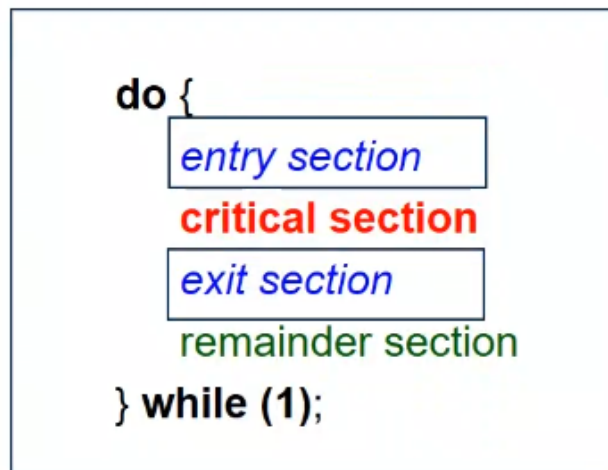 do {
entry section
critical section
exit section
remainder section
} while (1);